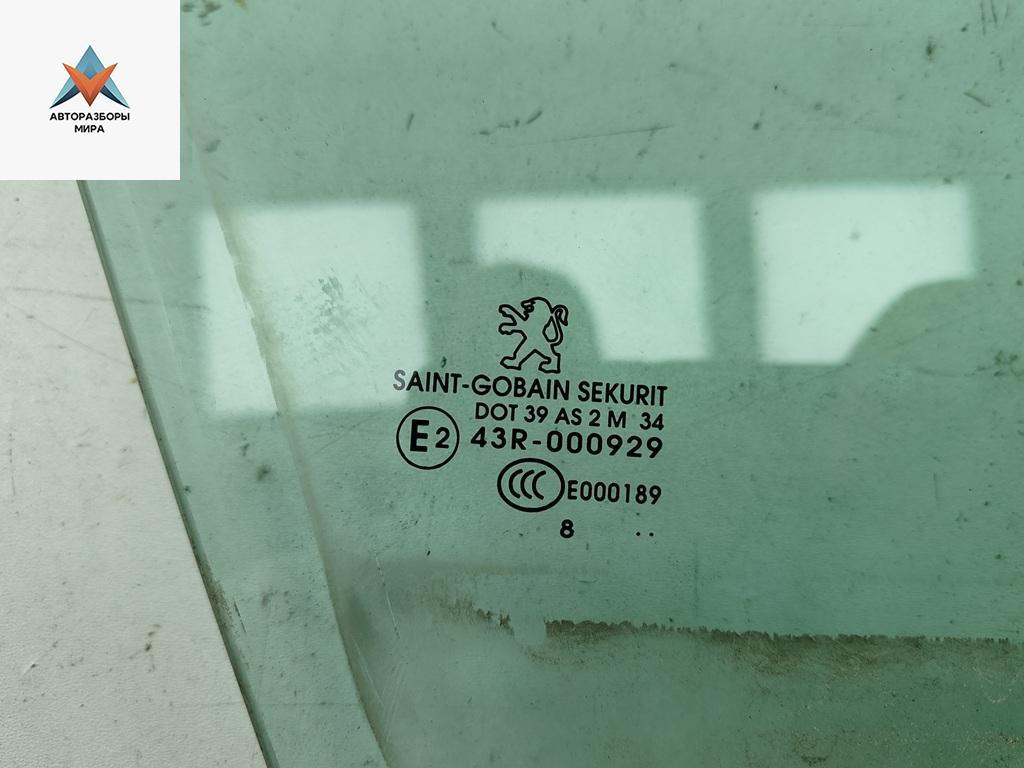 АВТОРАЗБОРЫ
МИРА
SAINT-GOBAIN SEKURIT
DOT 39 AS 2 M 34
E2 43R-000929
CCC E000189
8 ..